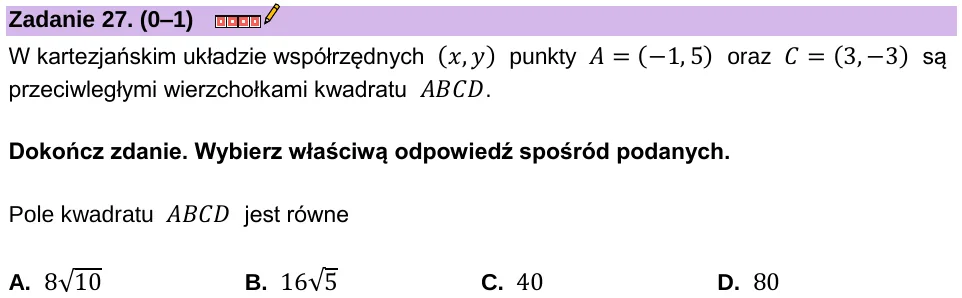 Zadanie 27. (0–1)
W kartezjańskim układzie współrzędnych (x, y) punkty A = (−1, 5) oraz C = (3, −3) są
przeciwległymi wierzchołkami kwadratu ABCD.
Dokończ zdanie. Wybierz właściwą odpowiedź spośród podanych.
Pole kwadratu ABCD jest równe
A. 8√10 B. 16√5 C. 40 D. 80